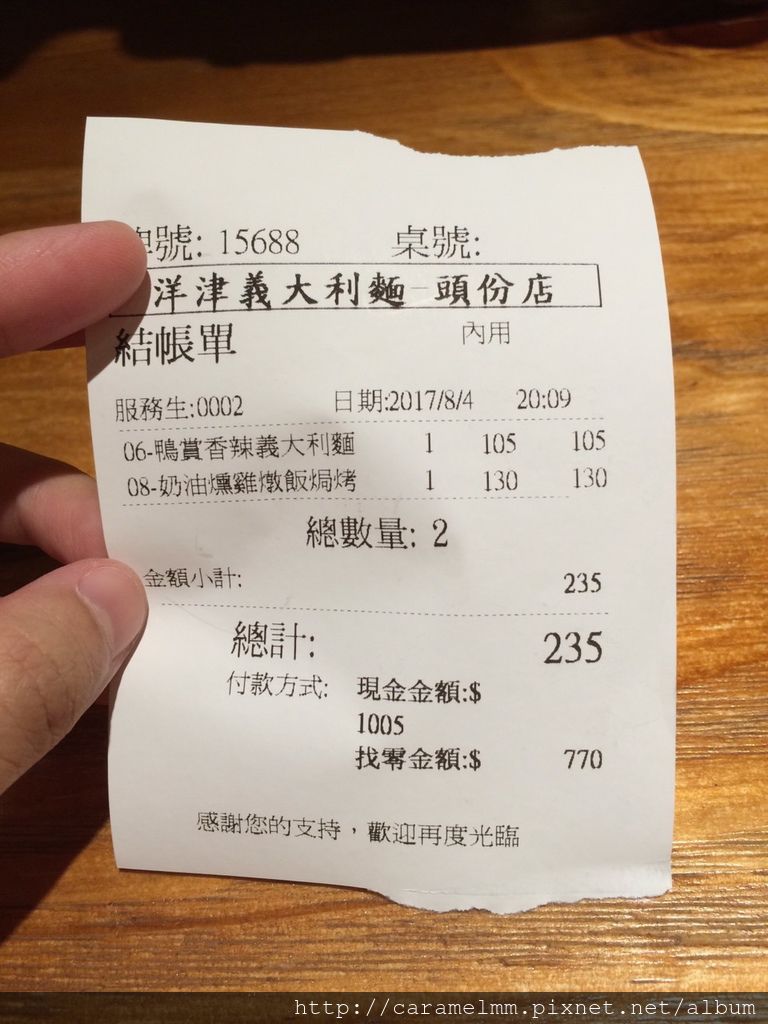 號: 15688 桌號:
洋津義大利麵-頭份店
結帳單 內用
服務生:0002 日期:2017/8/4 20:09
06-鴨賞香辣義大利麵 1 105 105
08-奶油燻雞燉飯焗烤 1 130 130
總數量: 2
金額小計: 235
總計: 235
付款方式: 現金金額:$
1005
找零金額:$ 770
感謝您的支持,歡迎再度光臨
http://caramelmm.pixnet.net/album